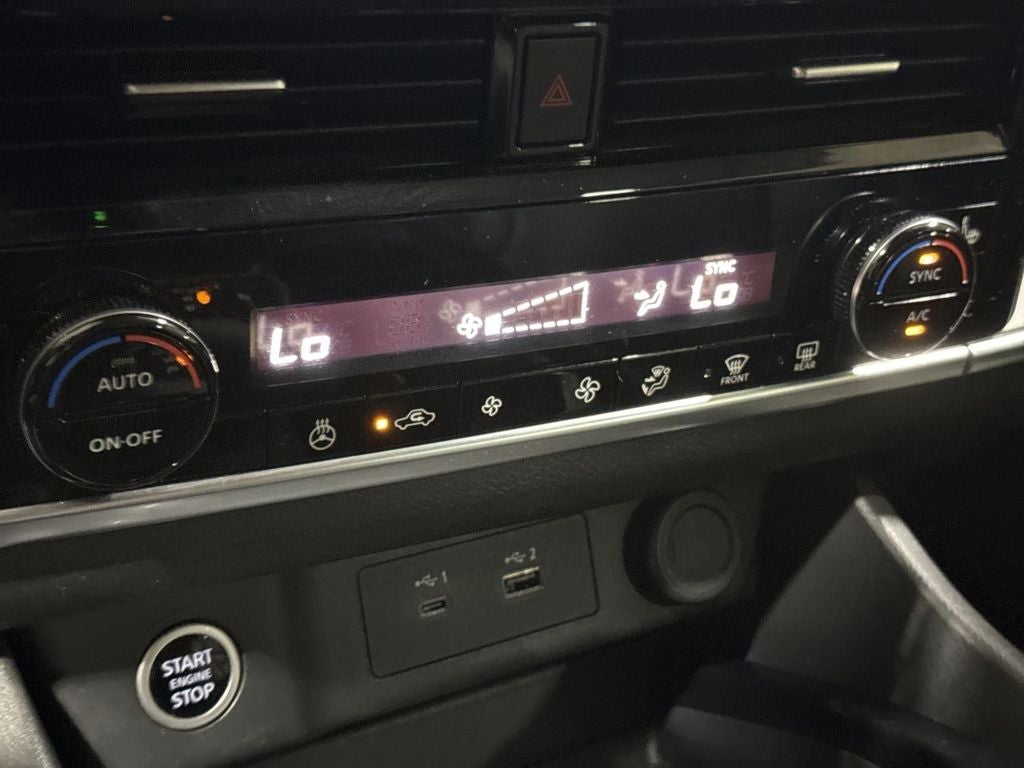 SYNC
Lo
Lo
AUTO
ON·OFF
SYNC
A/C
FRONT
REAR
1
2
START
ENGINE
STOP